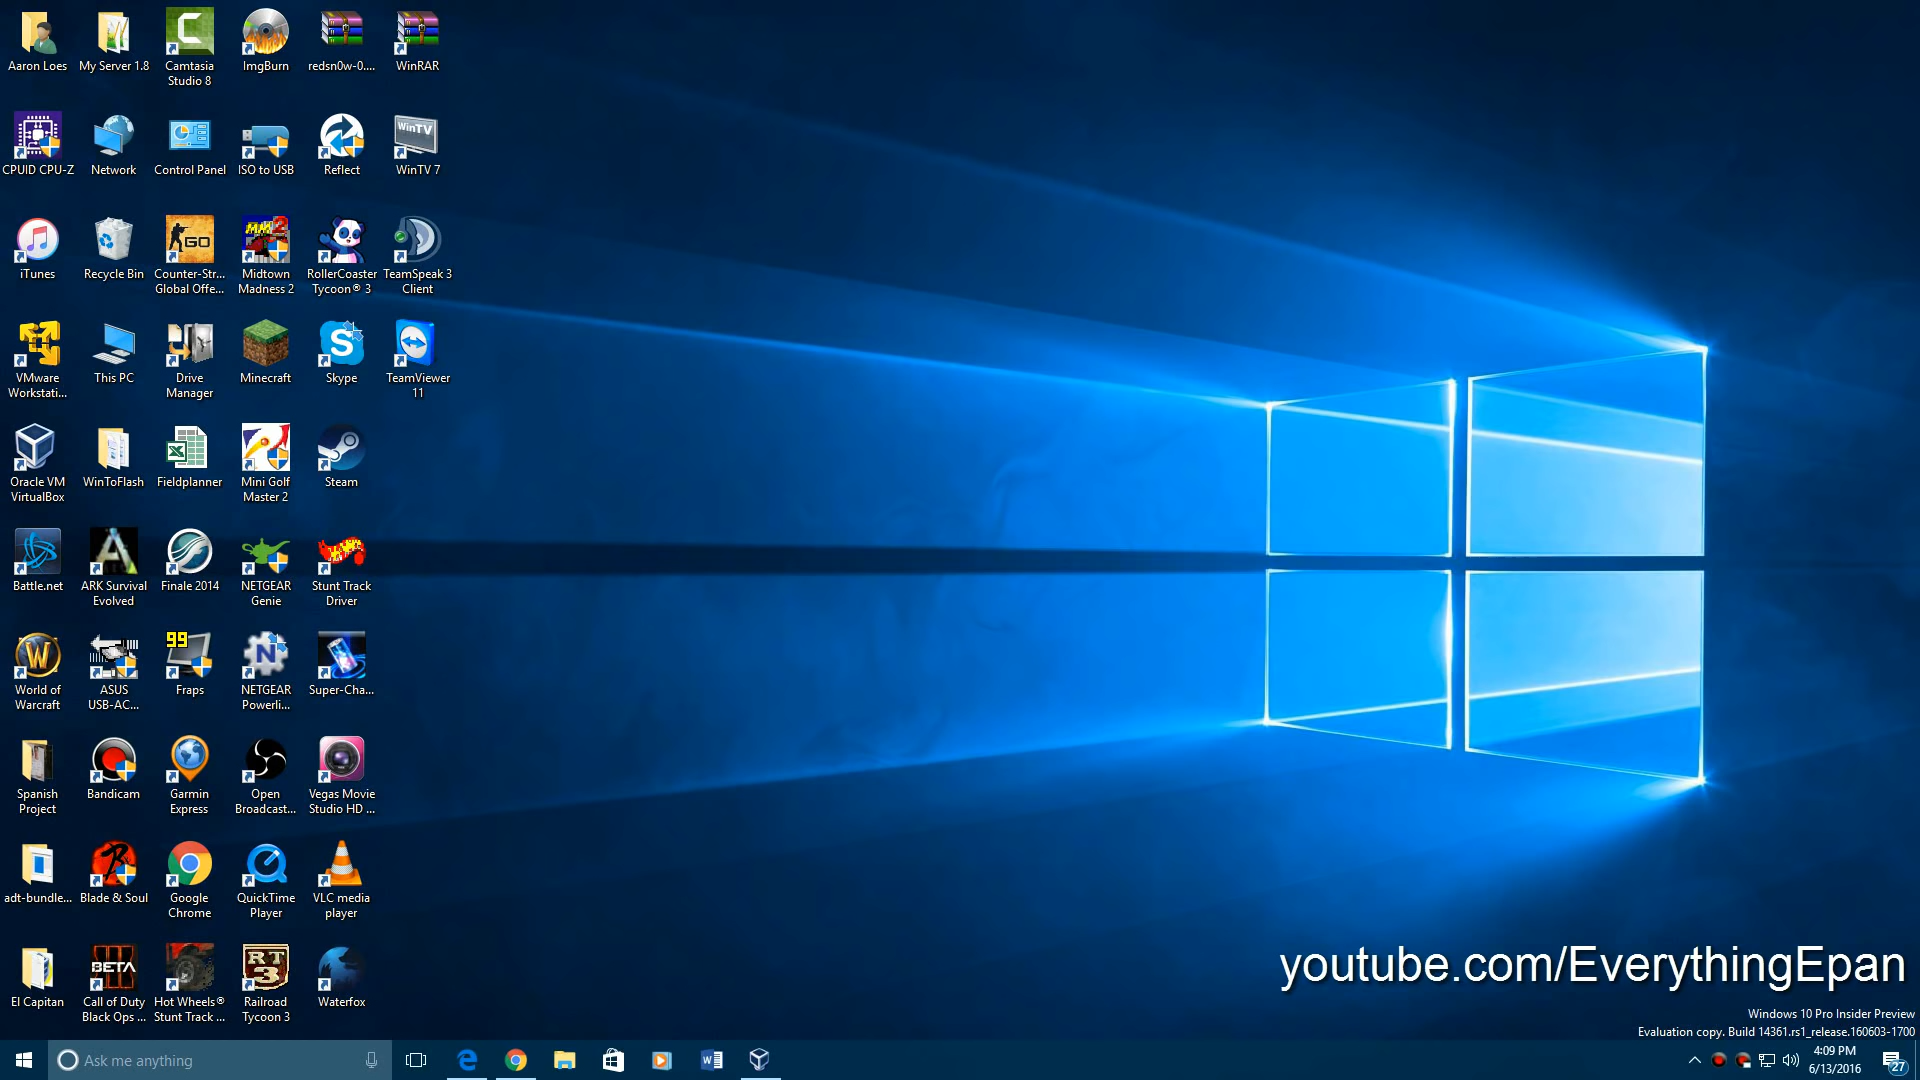 Aaron Loes
My Server 1.8
Camtasia
Studio 8
ImgBurn
redsn0w-0....
WinRAR
CPUID CPU-Z
Network
Control Panel
ISO to USB
Reflect
WinTV
WinTV 7
iTunes
Recycle Bin
GO
Counter-Str...
Global Offe...
MM2
Midtown
Madness 2
RollerCoaster
Tycoon® 3
TeamSpeak 3
Client
VMware
Workstati...
This PC
Drive
Manager
Minecraft
Skype
TeamViewer
11
Oracle VM
VirtualBox
WinToFlash
Fieldplanner
Mini Golf
Master 2
Steam
Battle.net
ARK Survival
Evolved
Finale 2014
NETGEAR
Genie
Stunt Track
Driver
World of
Warcraft
ASUS
USB-AC...
99
Fraps
NETGEAR
Powerli...
Super-Cha...
Spanish
Project
Bandicam
Garmin
Express
Open
Broadcast...
Vegas Movie
Studio HD ...
adt-bundle...
Blade & Soul
Google
Chrome
QuickTime
Player
VLC media
player
El Capitan
BETA
Call of Duty
Black Ops ...
Hot Wheels®
Stunt Track ...
RT
3
Railroad
Tycoon 3
Waterfox
youtube.com/EverythingEpan
Windows 10 Pro Insider Preview
Evaluation copy. Build 14361.rs1_release.160603-1700
Ask me anything
4:09 PM
6/13/2016
27